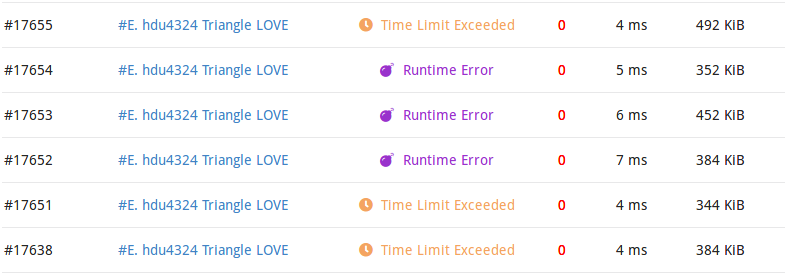 #17655 #E. hdu4324 Triangle LOVE Time Limit Exceeded 0 4 ms 492 KiB
#17654 #E. hdu4324 Triangle LOVE Runtime Error 0 5 ms 352 KiB
#17653 #E. hdu4324 Triangle LOVE Runtime Error 0 6 ms 452 KiB
#17652 #E. hdu4324 Triangle LOVE Runtime Error 0 7 ms 384 KiB
#17651 #E. hdu4324 Triangle LOVE Time Limit Exceeded 0 4 ms 344 KiB
#17638 #E. hdu4324 Triangle LOVE Time Limit Exceeded 0 4 ms 384 KiB